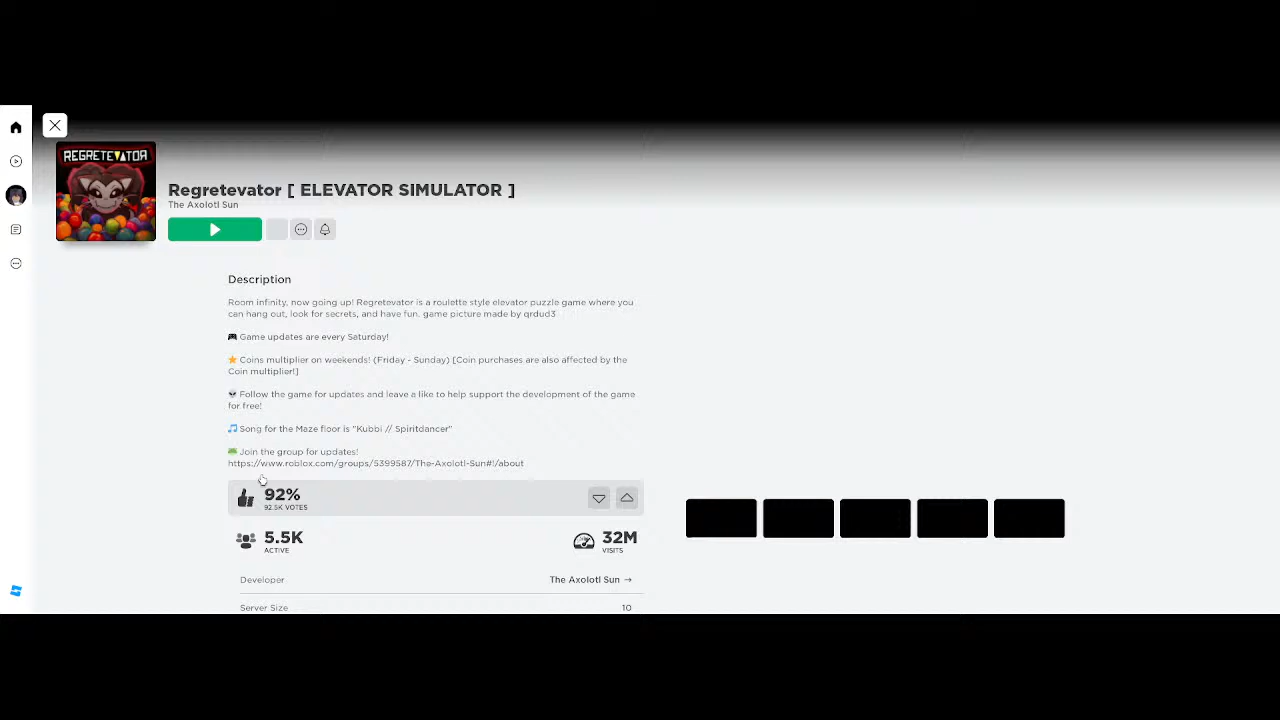 REGRETEVATOR
Regretevator [ ELEVATOR SIMULATOR ]
The Axolotl Sun
Description
Room infinity, now going up! Regretevator is a roulette style elevator puzzle game where you
can hang out, look for secrets, and have fun. game picture made by qrdud3
🎮 Game updates are every Saturday!
⭐ Coins multiplier on weekends! (Friday - Sunday) [Coin purchases are also affected by the
Coin multiplier!]
👽 Follow the game for updates and leave a like to help support the development of the game
for free!
🎵 Song for the Maze floor is "Kubbi // Spiritdancer"
Join the group for updates!
https://www.roblox.com/groups/5399587/The-Axolotl-Sun#!/about
92%
92.5K VOTES
5.5K
ACTIVE
32M
VISITS
Developer
The Axolotl Sun →
Server Size
10